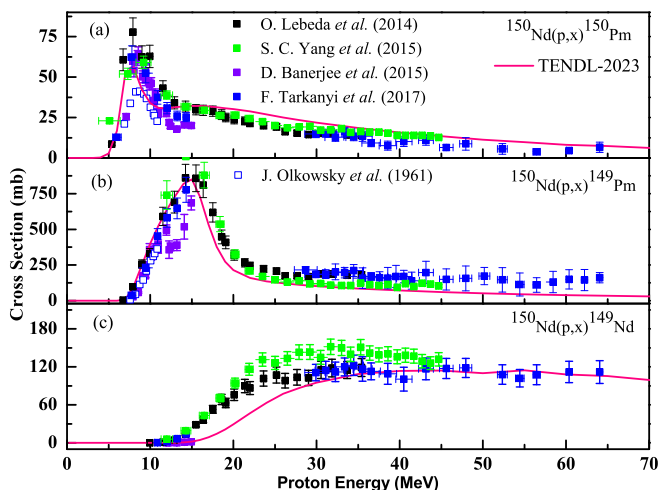 (a)
O. Lebeda et al. (2014)
S. C. Yang et al. (2015)
D. Banerjee et al. (2015)
F. Tarkanyi et al. (2017)
¹⁵⁰Nd(p,x)¹⁵⁰Pm
TENDL-2023
75
50
25
0
(b)
J. Olkowsky et al. (1961)
¹⁵⁰Nd(p,x)¹⁴⁹Pm
750
500
250
0
Cross Section (mb)
(c)
¹⁵⁰Nd(p,x)¹⁴⁹Nd
180
120
60
0
0 10 20 30 40 50 60 70
Proton Energy (MeV)